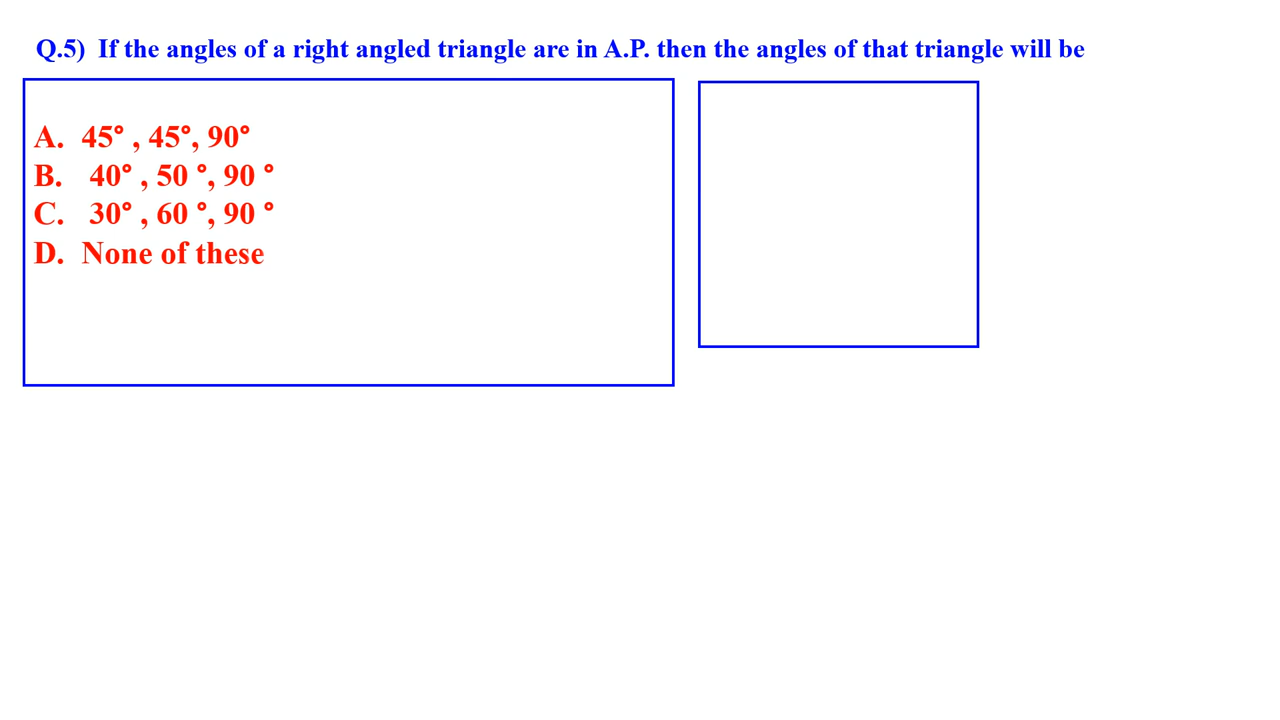 Q.5) If the angles of a right angled triangle are in A.P. then the angles of that triangle will be
A. 45° , 45°, 90°
B. 40° , 50 °, 90 °
C. 30° , 60 °, 90 °
D. None of these